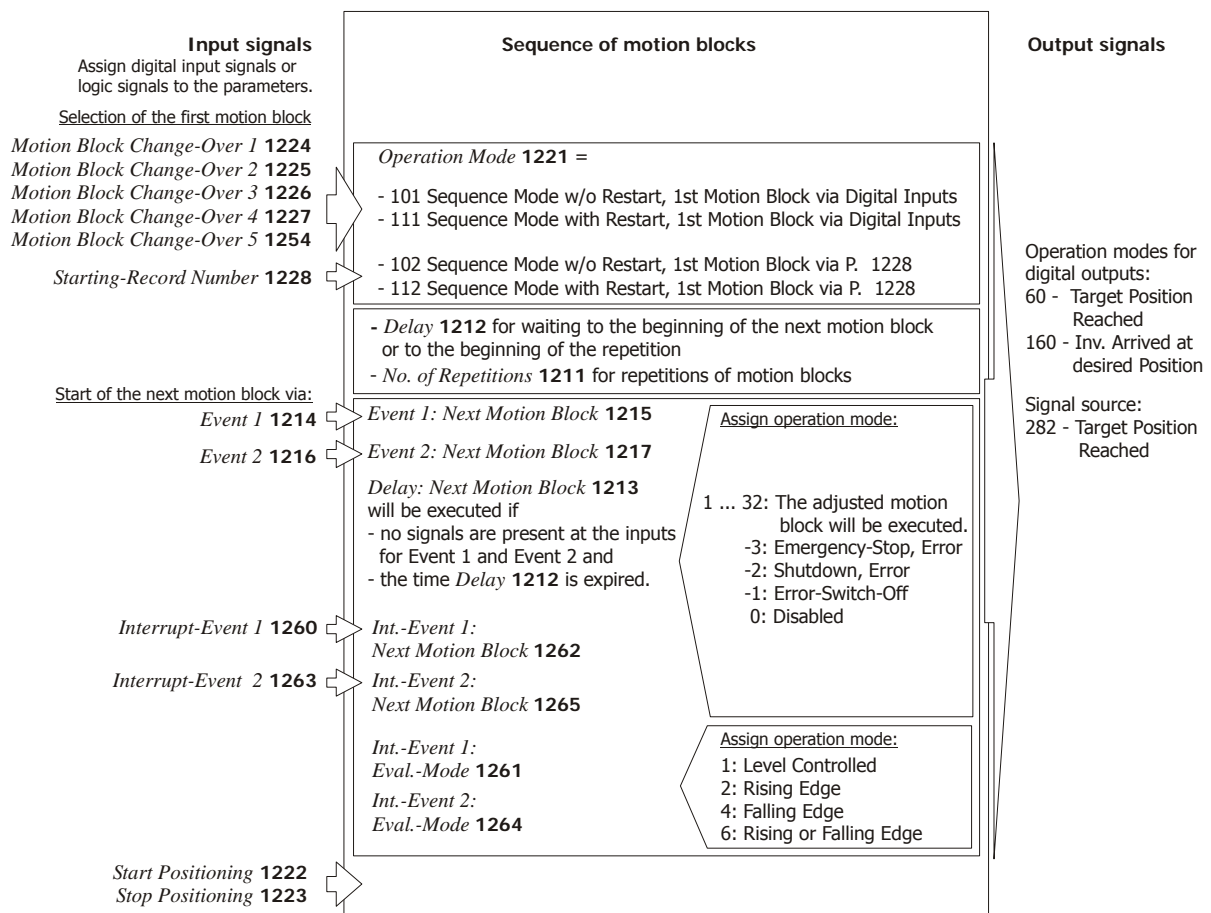 Input signals
Assign digital input signals or
logic signals to the parameters.
Selection of the first motion block
Motion Block Change-Over 1 1224
Motion Block Change-Over 2 1225
Motion Block Change-Over 3 1226
Motion Block Change-Over 4 1227
Motion Block Change-Over 5 1254
Starting-Record Number 1228
Start of the next motion block via:
Event 1 1214
Event 2 1216
Interrupt-Event 1 1260
Interrupt-Event 2 1263
Start Positioning 1222
Stop Positioning 1223
Sequence of motion blocks
Operation Mode 1221 =
- 101 Sequence Mode w/o Restart, 1st Motion Block via Digital Inputs
- 111 Sequence Mode with Restart, 1st Motion Block via Digital Inputs
- 102 Sequence Mode w/o Restart, 1st Motion Block via P. 1228
- 112 Sequence Mode with Restart, 1st Motion Block via P. 1228
- Delay 1212 for waiting to the beginning of the next motion block
or to the beginning of the repetition
- No. of Repetitions 1211 for repetitions of motion blocks
Event 1: Next Motion Block 1215
Event 2: Next Motion Block 1217
Delay: Next Motion Block 1213
will be executed if
- no signals are present at the inputs
for Event 1 and Event 2 and
- the time Delay 1212 is expired.
Int.-Event 1:
Next Motion Block 1262
Int.-Event 2:
Next Motion Block 1265
Int.-Event 1:
Eval.-Mode 1261
Int.-Event 2:
Eval.-Mode 1264
Assign operation mode:
1 ... 32: The adjusted motion
block will be executed.
-3: Emergency-Stop, Error
-2: Shutdown, Error
-1: Error-Switch-Off
0: Disabled
Assign operation mode:
1: Level Controlled
2: Rising Edge
4: Falling Edge
6: Rising or Falling Edge
Output signals
Operation modes for
digital outputs:
60 - Target Position
Reached
160 - Inv. Arrived at
desired Position
Signal source:
282 - Target Position
Reached